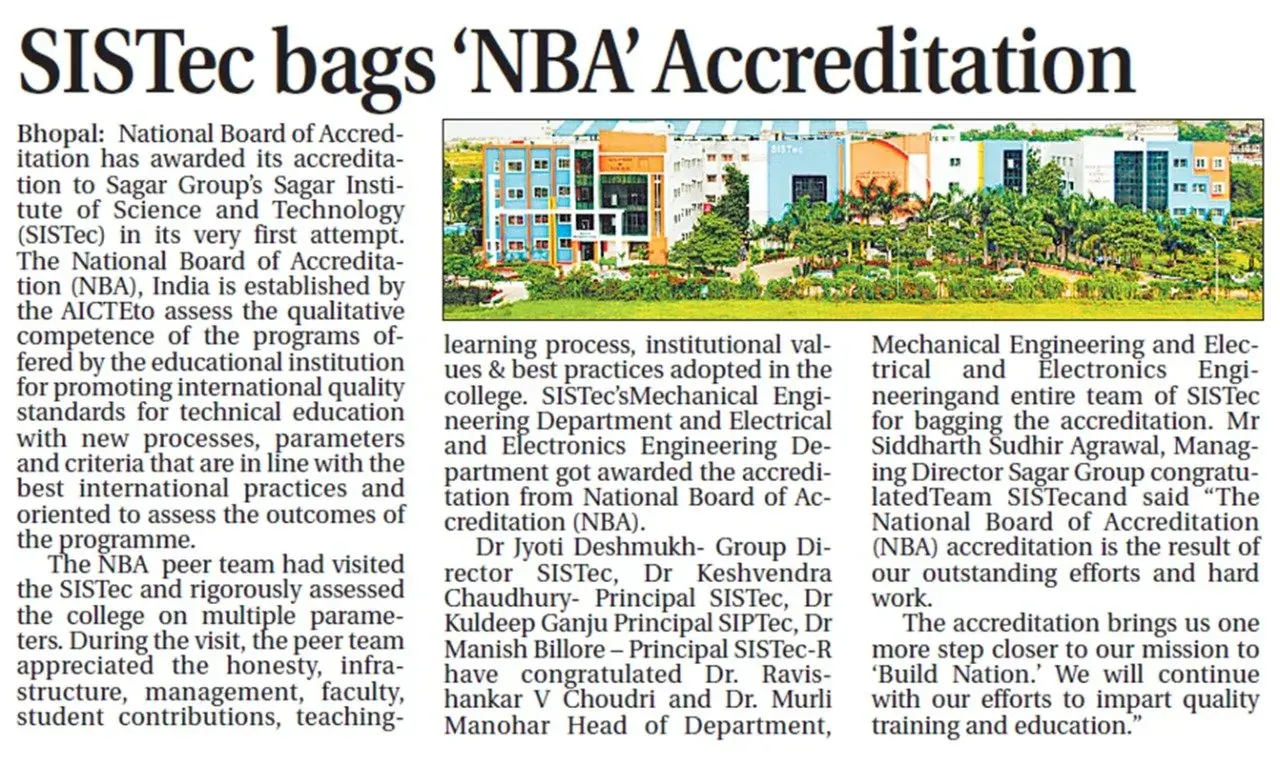 SISTec bags ‘NBA’ Accreditation
Bhopal: National Board of Accred-
itation has awarded its accredita-
tion to Sagar Group's Sagar Insti-
tute of Science and Technology
(SISTec) in its very first attempt.
The National Board of Accredita-
tion (NBA), India is established by
the AICTEto assess the qualitative
competence of the programs of-
fered by the educational institution
for promoting international quality
standards for technical education
with new processes, parameters
and criteria that are in line with the
best international practices and
oriented to assess the outcomes of
the programme.
The NBA peer team had visited
the SISTec and rigorously assessed
the college on multiple parame-
ters. During the visit, the peer team
appreciated the honesty, infra-
structure, management, faculty,
student contributions, teaching-
SISTec
learning process, institutional val-
ues & best practices adopted in the
college. SISTec'sMechanical Engi-
neering Department and Electrical
and Electronics Engineering De-
partment got awarded the accredi-
tation from National Board of Ac-
creditation (NBA).
Dr Jyoti Deshmukh- Group Di-
rector SISTec, Dr Keshvendra
Chaudhury- Principal SISTec, Dr
Kuldeep Ganju Principal SIPTec, Dr
Manish Billore – Principal SISTec-R
have congratulated Dr. Ravis-
hankar V Choudri and Dr. Murli
Manohar Head of Department,
Mechanical Engineering and Elec-
trical and Electronics Engi-
neeringand entire team of SISTec
for bagging the accreditation. Mr
Siddharth Sudhir Agrawal, Manag-
ing Director Sagar Group congratu-
latedTeam SISTecand said “The
National Board of Accreditation
(NBA) accreditation is the result of
our outstanding efforts and hard
work.
The accreditation brings us one
more step closer to our mission to
‘Build Nation.’ We will continue
with our efforts to impart quality
training and education.”